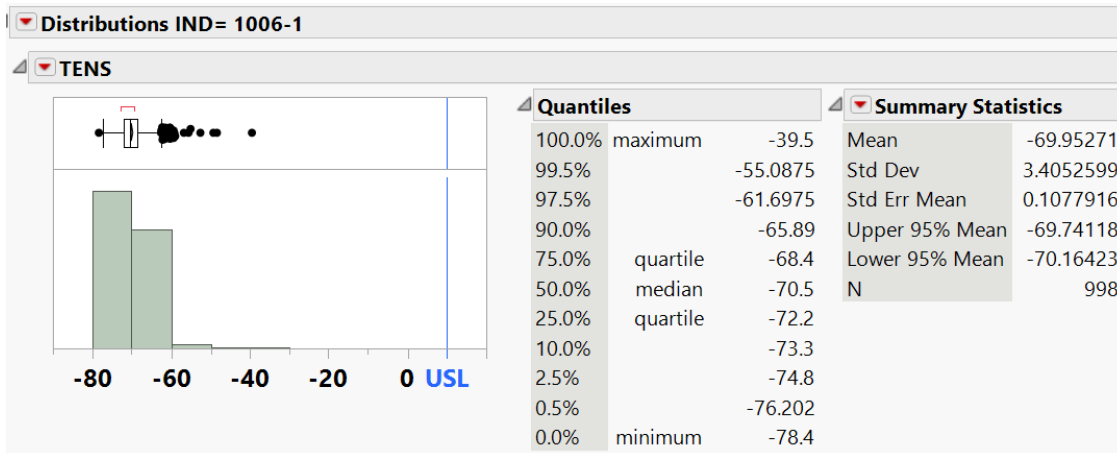 Distributions IND= 1006-1
TENS
-80 -60 -40 -20 0 USL
Quantiles
100.0% maximum -39.5
99.5% -55.0875
97.5% -61.6975
90.0% -65.89
75.0% quartile -68.4
50.0% median -70.5
25.0% quartile -72.2
10.0% -73.3
2.5% -74.8
0.5% -76.202
0.0% minimum -78.4
Summary Statistics
Mean -69.95271
Std Dev 3.4052599
Std Err Mean 0.1077916
Upper 95% Mean -69.74118
Lower 95% Mean -70.16423
N 998